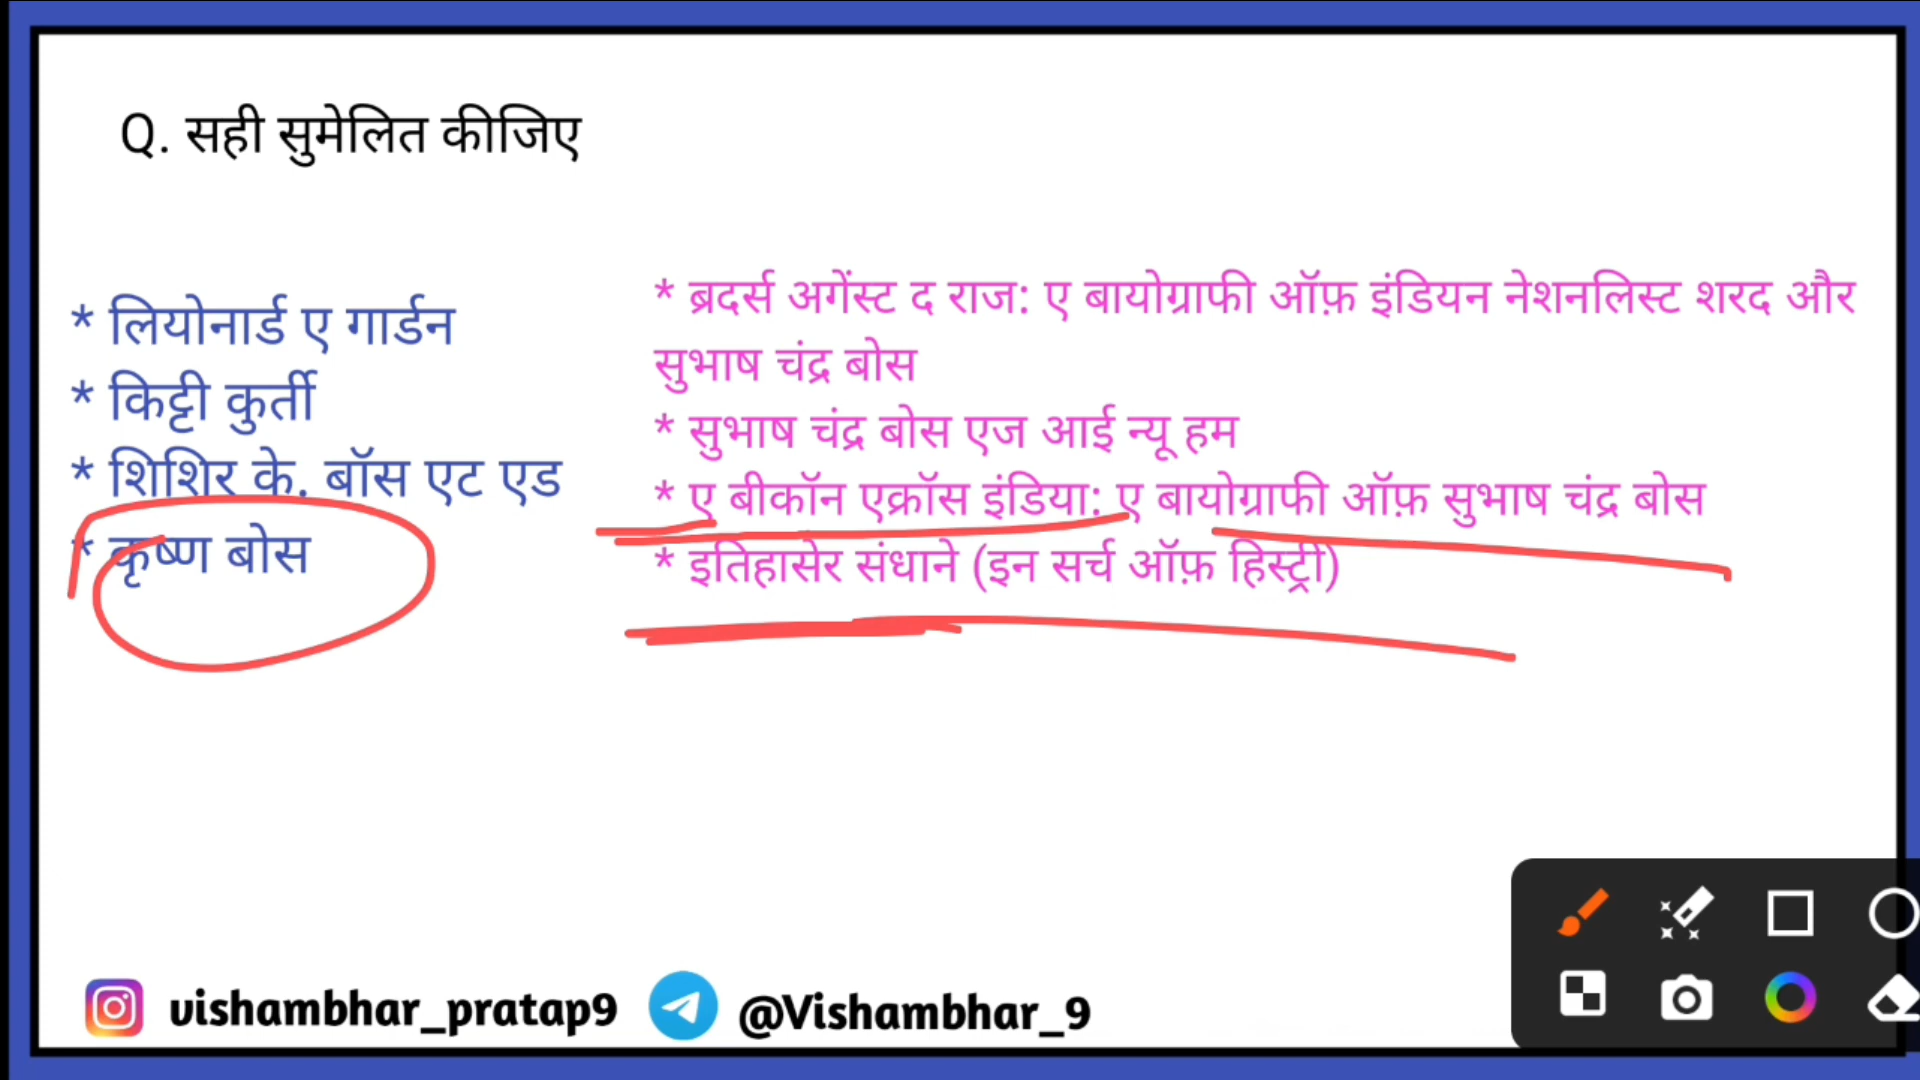 Q. सही सुमेलित कीजिए
* लियोनार्ड ए गार्डन
* किट्टी कुर्ती
* शिशिर के. बॉस एट एड
* कृष्ण बोस
* ब्रदर्स अगेंस्ट द राज: ए बायोग्राफी ऑफ़ इंडियन नेशनलिस्ट शरद और
सुभाष चंद्र बोस
* सुभाष चंद्र बोस एज आई न्यू हम
* ए बीकॉन एक्रॉस इंडिया: ए बायोग्राफी ऑफ़ सुभाष चंद्र बोस
* इतिहासेर संधाने (इन सर्च ऑफ़ हिस्ट्री)
vishambhar_pratap9 @Vishambhar_9